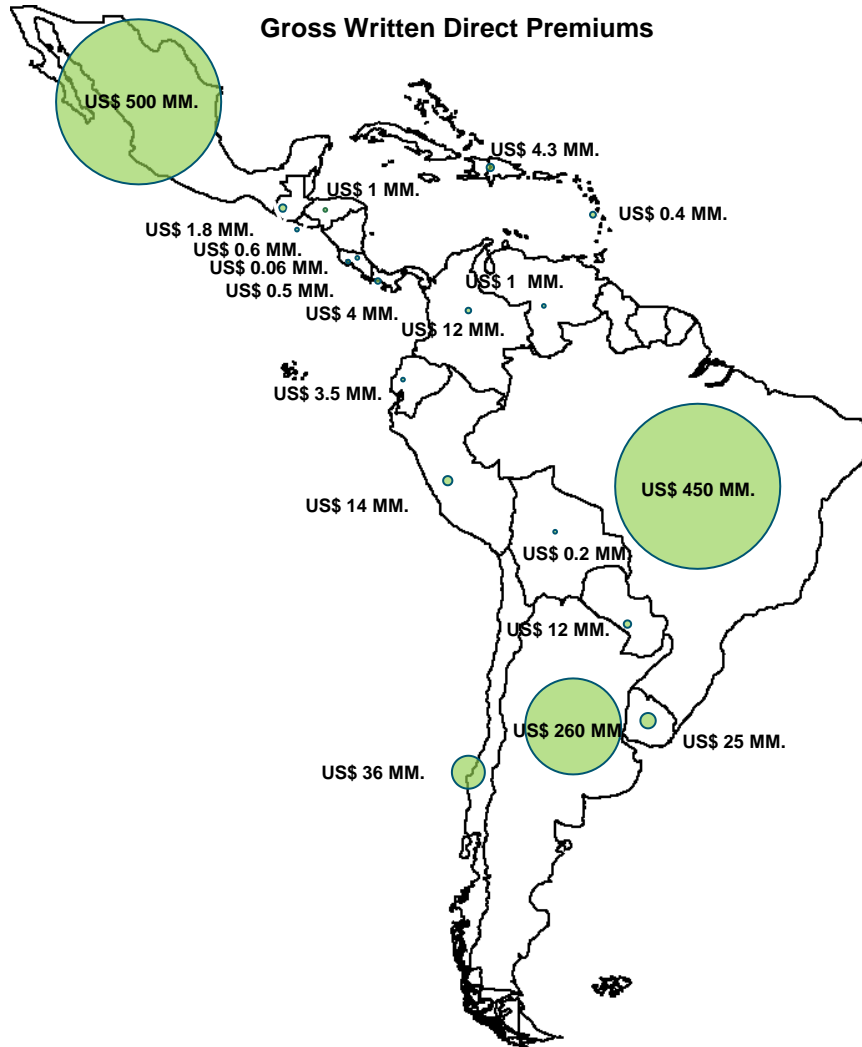 Gross Written Direct Premiums
US$ 500 MM.
US$ 4.3 MM.
US$ 1 MM.
US$ 0.4 MM.
US$ 1.8 MM.
US$ 0.6 MM.
US$ 0.06 MM.
US$ 0.5 MM.
US$ 1  MM.
US$ 4 MM.
US$ 12 MM.
US$ 3.5 MM.
US$ 450 MM.
US$ 14 MM.
US$ 0.2 MM.
US$ 12 MM.
US$ 260 MM
US$ 25 MM.
US$ 36 MM.